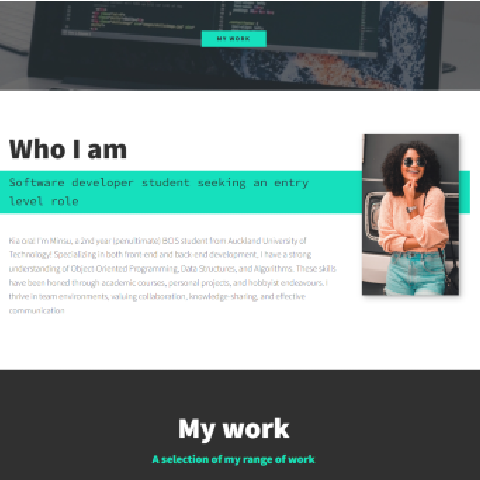 MY WORK
Who I am
Software developer student seeking an entry
level role
Kia ora! I'm Minsu, a 2nd year (penultimate) BCIS student from Auckland University of
Technology! Specializing in both front-end and back-end development, I have a strong
understanding of Object-Oriented Programming, Data Structures, and Algorithms. These skills
have been honed through academic courses, personal projects, and hobbyist endeavours. I
thrive in team environments, valuing collaboration, knowledge-sharing, and effective
communication
My work
A selection of my range of work